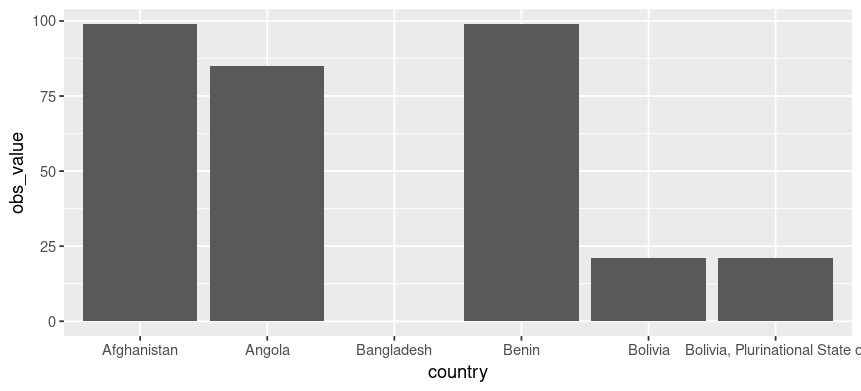 100
75
50
25
0
obs_value
Afghanistan Angola Bangladesh Benin Bolivia Bolivia, Plurinational State o
country